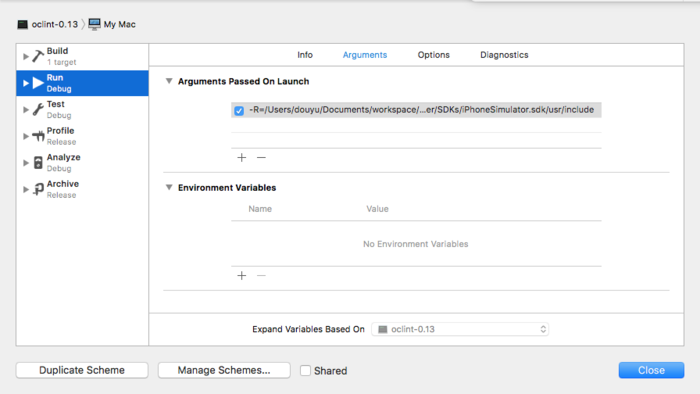 oclint-0.13 〉 My Mac
Build
1 target
Run
Debug
Test
Debug
Profile
Release
Analyze
Debug
Archive
Release
Info Arguments Options Diagnostics
Arguments Passed On Launch
-R=/Users/douyu/Documents/workspace/...er/SDKs/iPhoneSimulator.sdk/usr/include
Environment Variables
Name Value
No Environment Variables
Expand Variables Based On oclint-0.13
Duplicate Scheme Manage Schemes... Shared Close